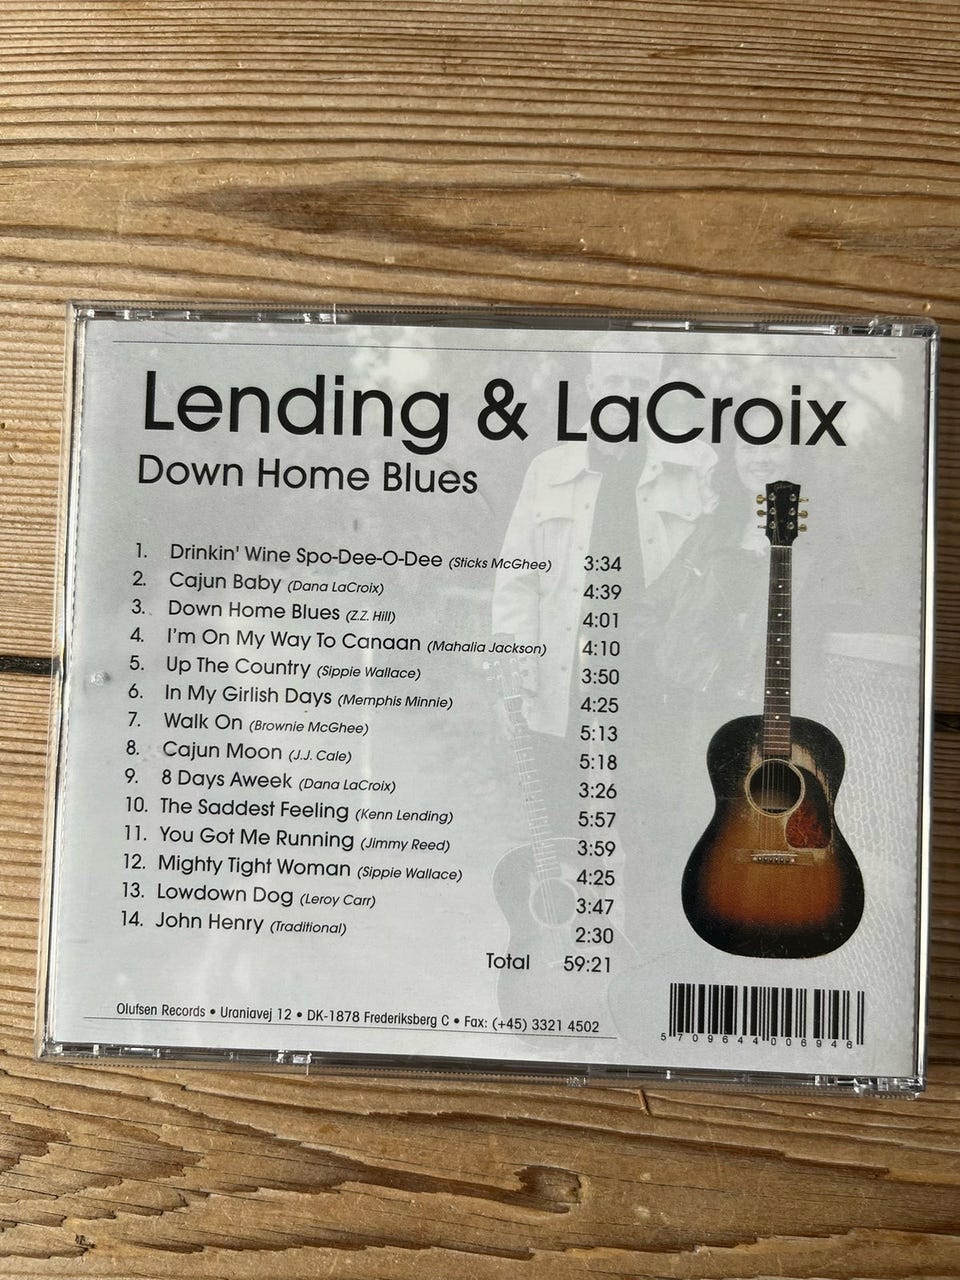 Lending & LaCroix
Down Home Blues
1. Drinkin' Wine Spo-Dee-O-Dee (Sticks McGhee) 3:34
2. Cajun Baby (Dana LaCroix) 4:39
3. Down Home Blues (Z.Z. Hill) 4:01
4. I'm On My Way To Canaan (Mahalia Jackson) 4:10
5. Up The Country (Sippie Wallace) 3:50
6. In My Girlish Days (Memphis Minnie) 4:25
7. Walk On (Brownie McGhee) 5:13
8. Cajun Moon (J.J. Cale) 5:18
9. 8 Days Aweek (Dana LaCroix) 3:26
10. The Saddest Feeling (Kenn Lending) 5:57
11. You Got Me Running (Jimmy Reed) 3:59
12. Mighty Tight Woman (Sippie Wallace) 4:25
13. Lowdown Dog (Leroy Carr) 3:47
14. John Henry (Traditional) 2:30
Total 59:21
Olufsen Records • Uraniavej 12 • DK-1878 Frederiksberg C • Fax: (+45) 3321 4502
5 709644 006946
Gibson